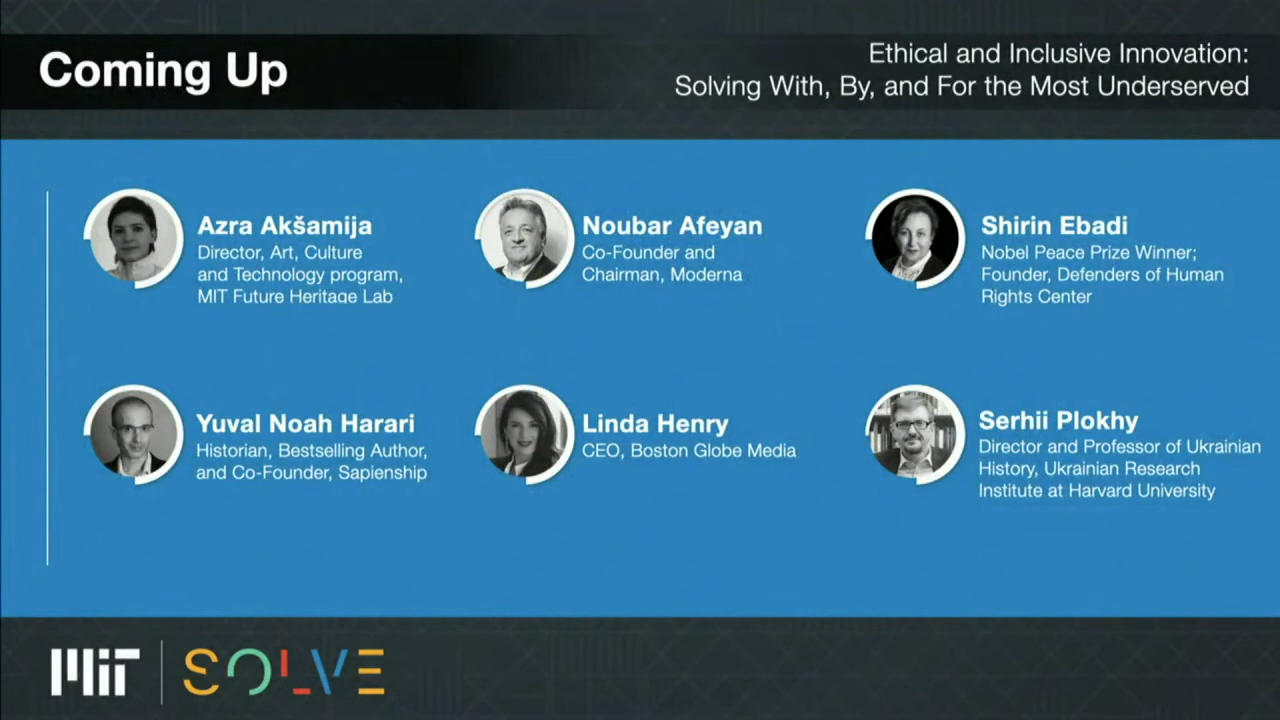 Coming Up
Ethical and Inclusive Innovation:
Solving With, By, and For the Most Underserved
Azra Akšamija
Director, Art, Culture
and Technology program,
MIT Future Heritage Lab
Noubar Afeyan
Co-Founder and
Chairman, Moderna
Shirin Ebadi
Nobel Peace Prize Winner;
Founder, Defenders of Human
Rights Center
Yuval Noah Harari
Historian, Bestselling Author,
and Co-Founder, Sapienship
Linda Henry
CEO, Boston Globe Media
Serhii Plokhy
Director and Professor of Ukrainian
History, Ukrainian Research
Institute at Harvard University
MIT SOLVE